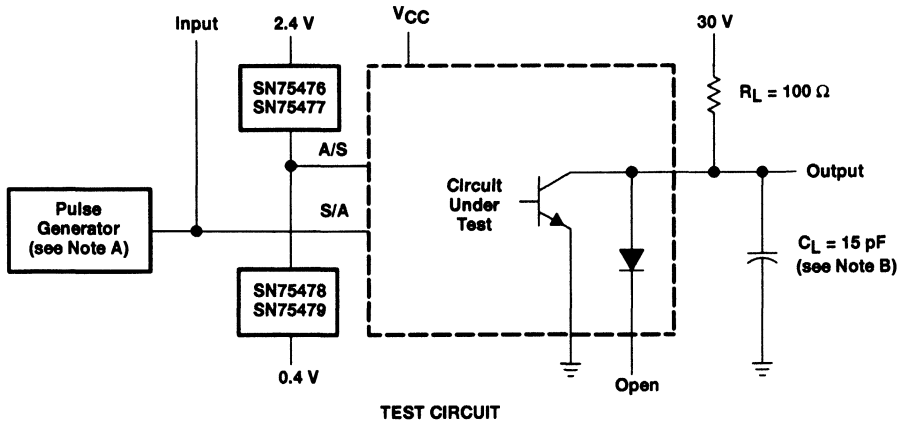 Input
2.4 V
VCC
30 V
SN75476
SN75477
RL = 100 Ω
A/S
Output
Pulse
Generator
(see Note A)
S/A
Circuit
Under
Test
CL = 15 pF
(see Note B)
SN75478
SN75479
0.4 V
Open
TEST CIRCUIT